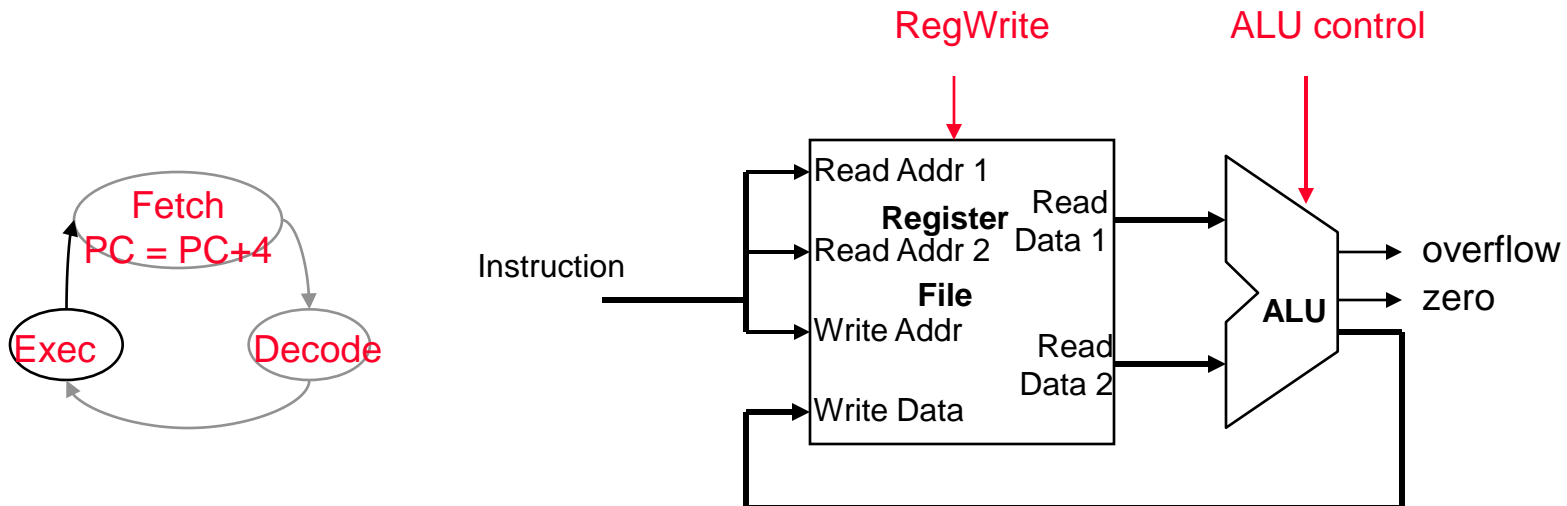 RegWrite
ALU control
Fetch
PC = PC+4
Exec
Decode
Instruction
Read Addr 1
Register
Read Addr 2
File
Write Addr
Write Data
Read
Data 1
Read
Data 2
ALU
overflow
zero